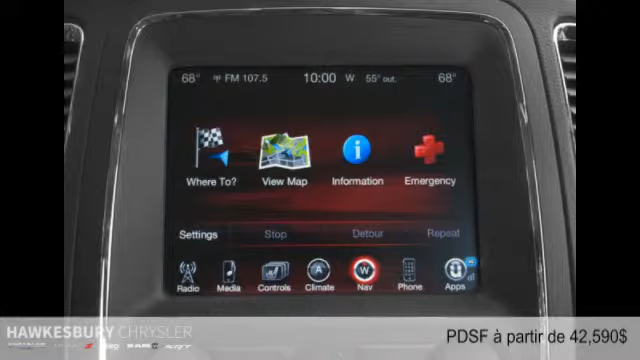 68° FM 107.5 10:00 W 55° out. 68°
Where To? View Map Information Emergency
Settings Stop Detour Repeat
A W
Radio Media Controls Climate Nav Phone Apps
HAWKESBURY CHRYSLER
PDSF à partir de 42,590$